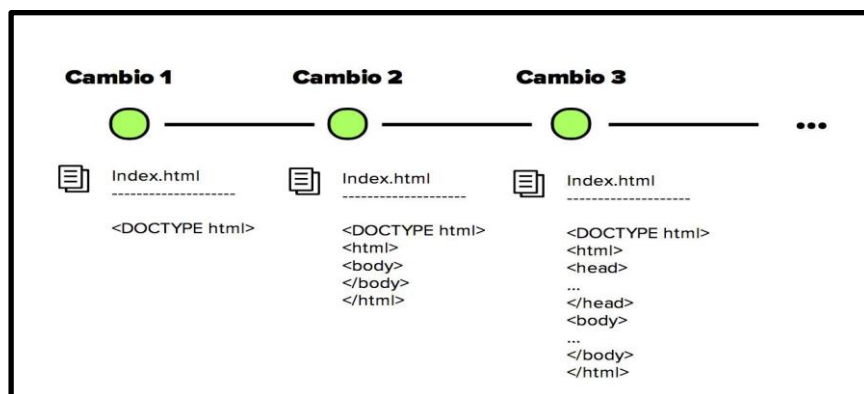 Cambio 1
Cambio 2
Cambio 3
...
Index.html
--------------------
<DOCTYPE html>
Index.html
--------------------
<DOCTYPE html>
<html>
<body>
</body>
</html>
Index.html
--------------------
<DOCTYPE html>
<html>
<head>
...
</head>
<body>
...
</body>
</html>